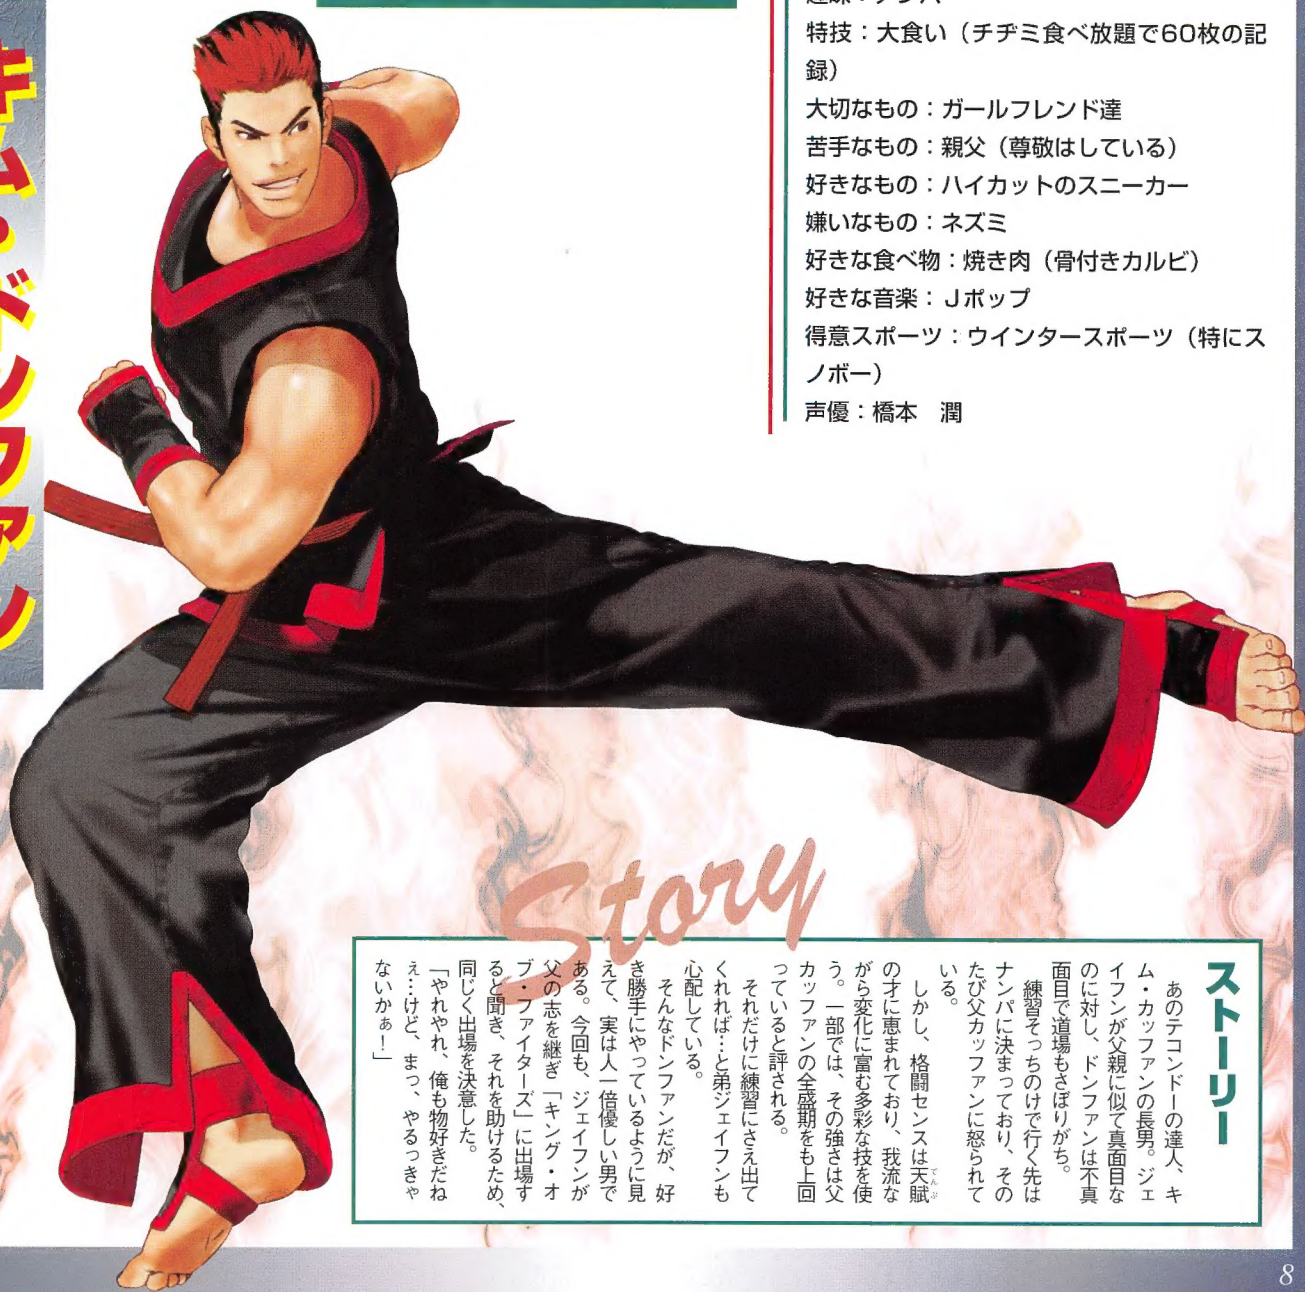 キム・ドンファン
特技：大食い（チヂミ食べ放題で60枚の記
録）
大切なもの：ガールフレンド達
苦手なもの：親父（尊敬はしている）
好きなもの：ハイカットのスニーカー
嫌いなもの：ネズミ
好きな食べ物：焼き肉（骨付きカルビ）
好きな音楽：Ｊポップ
得意スポーツ：ウインタースポーツ（特にス
ノボー）
声優：橋本　潤
Story
ストーリー
あのテコンドーの達人、キ
ム・カッファンの長男。ジェ
イフンが父親に似て真面目な
のに対し、ドンファンは不真
面目で道場もさぼりがち。
練習そっちのけで行く先は
ナンパに決まっており、その
たび父カッファンに怒られて
いる。
しかし、格闘センスは天賦
てんぷ
の才に恵まれており、我流な
がら変化に富む多彩な技を使
う。一部では、その強さは父
カッファンの全盛期をも上回
っていると評される。
それだけに練習にさえ出て
くれれば…と弟ジェイフンも
心配している。
そんなドンファンだが、好
き勝手にやっているように見
えて、実は人一倍優しい男で
ある。今回も、ジェイフンが
父の志を継ぎ「キング・オ
ブ・ファイターズ」に出場す
ると聞き、それを助けるため、
同じく出場を決意した。
「やれやれ、俺も物好きだね
ぇ…けど、まっ、やるっきゃ
ないかぁ！」
8